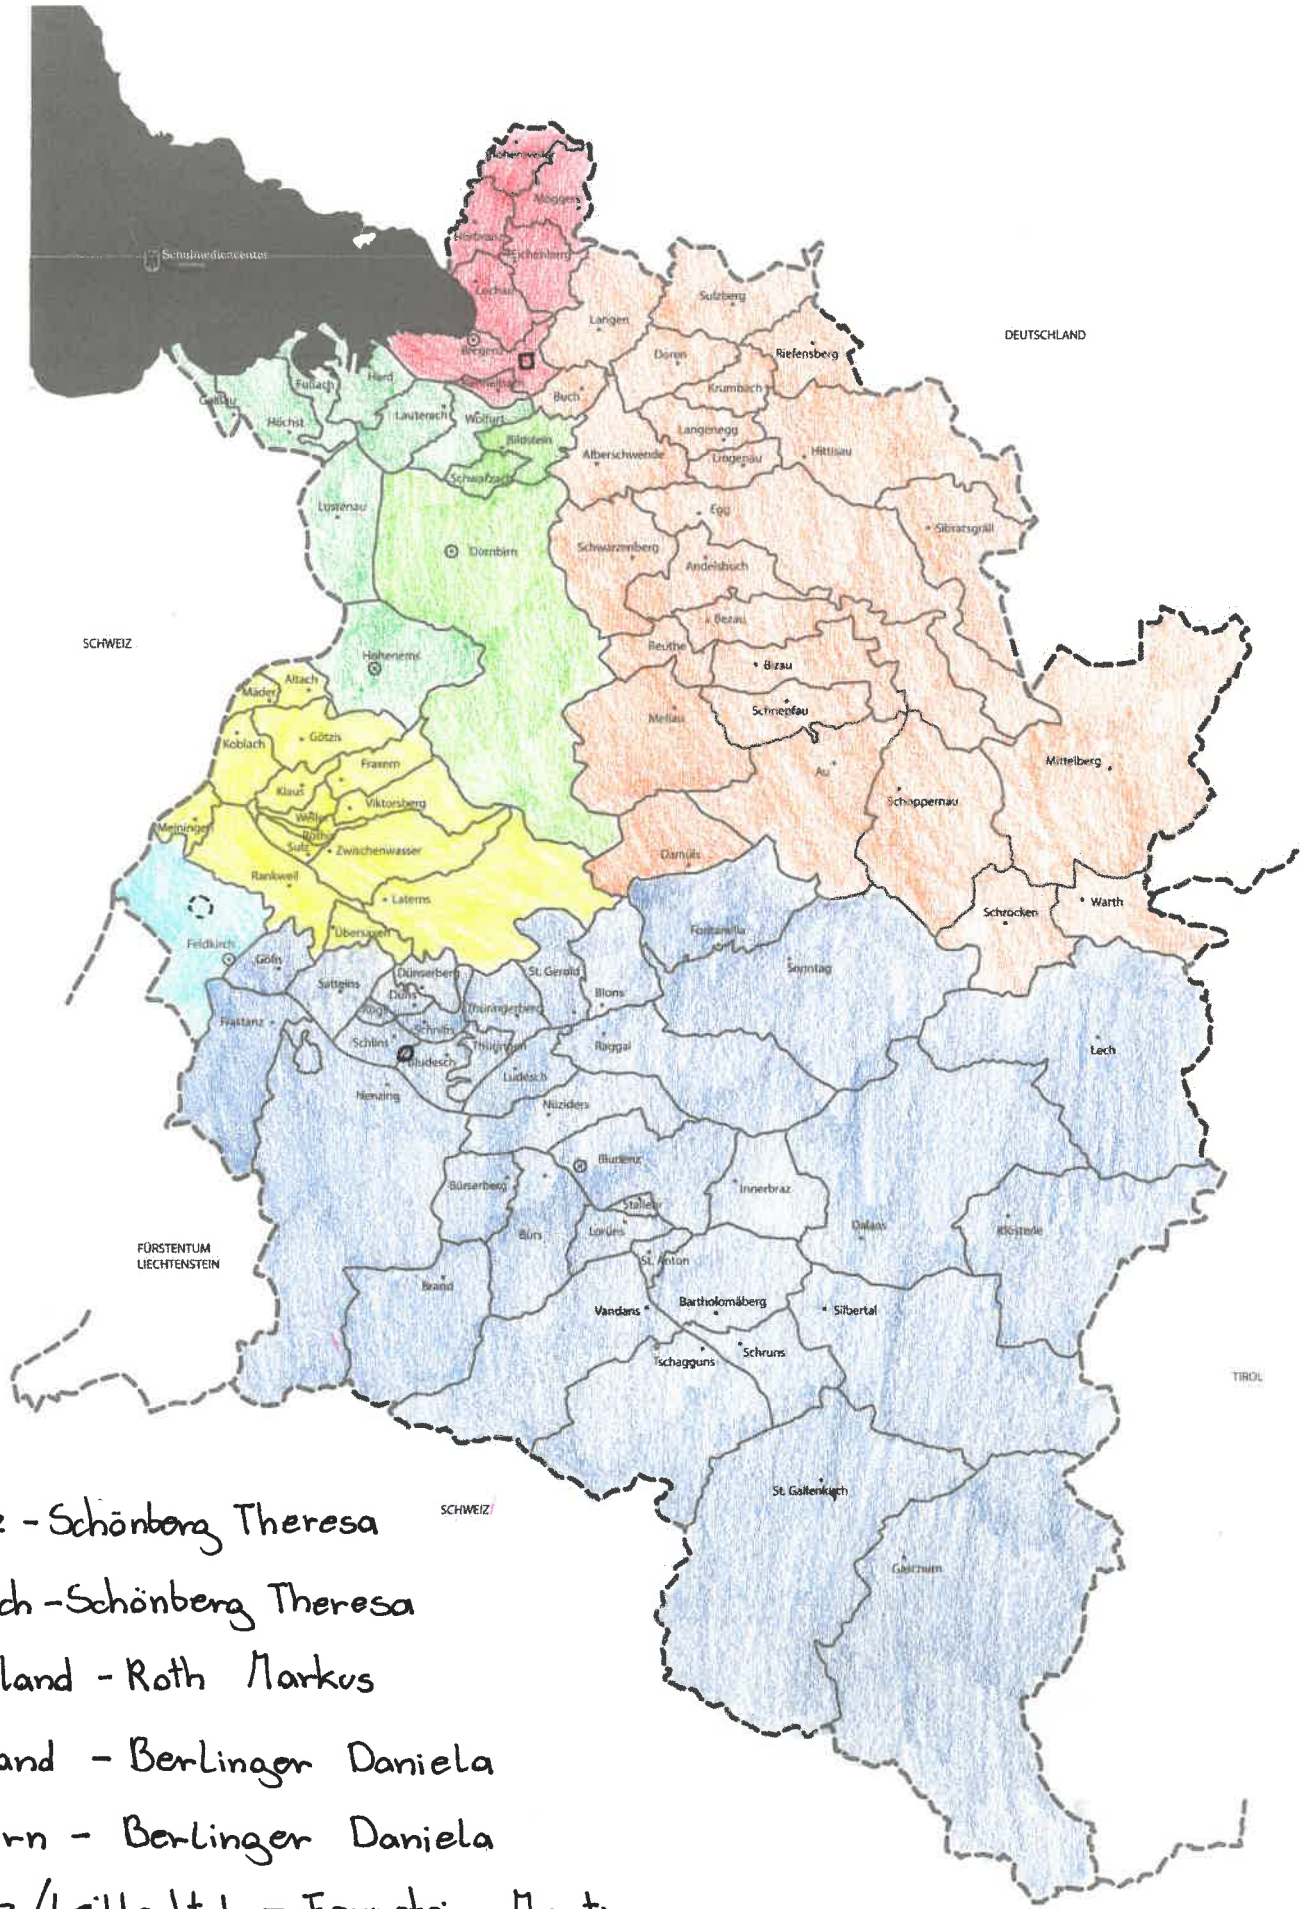 Schulmediencenter
Hohenweiler
Möggers
Hörbranz
Eichenberg
Lochau
Langen
Sulzberg
DEUTSCHLAND
Bregenz
Doren
Riefensberg
Fußach
Hard
Krumbach
Gaißau
Buch
Höchst
Lauterach
Wolfurt
Langenegg
Bildstein
Alberschwende
Lingenau
Hittisau
Schwarzach
Lustenau
Egg
Sibratsgfäll
Dornbirn
Schwarzenberg
Andelsbuch
Bezau
SCHWEIZ
Reuthe
Hohenems
Bizau
Altach
Mäder
Schnepfau
Mellau
Koblach
Götzis
Fraxern
Au
Mittelberg
Klaus
Viktorsberg
Schoppernau
Weiler
Meiningen
Röthis
Sulz
Zwischenwasser
Damüls
Rankweil
Laterns
Warth
Schröcken
Übersaxen
Fontanella
Feldkirch
Göfis
Sonntag
Satteins
Dünserberg
St. Gerold
Düns
Blons
Röns
Thüringerberg
Frastanz
Schnifis
Schlins
Thüringen
Raggal
Lech
Bludesch
Ludesch
Nenzing
Nüziders
Bludenz
Bürserberg
Innerbraz
Stallehr
Lorüns
Bürs
Dalaas
Klösterle
FÜRSTENTUM
LIECHTENSTEIN
St. Anton
Brand
Vandans
Bartholomäberg
Silbertal
Tschagguns
Schruns
TIROL
St. Gallenkirch
SCHWEIZ
Gaschurn
z - Schönberg Theresa
ch - Schönberg Theresa
land - Roth Markus
and - Berlinger Daniela
rn - Berlinger Daniela